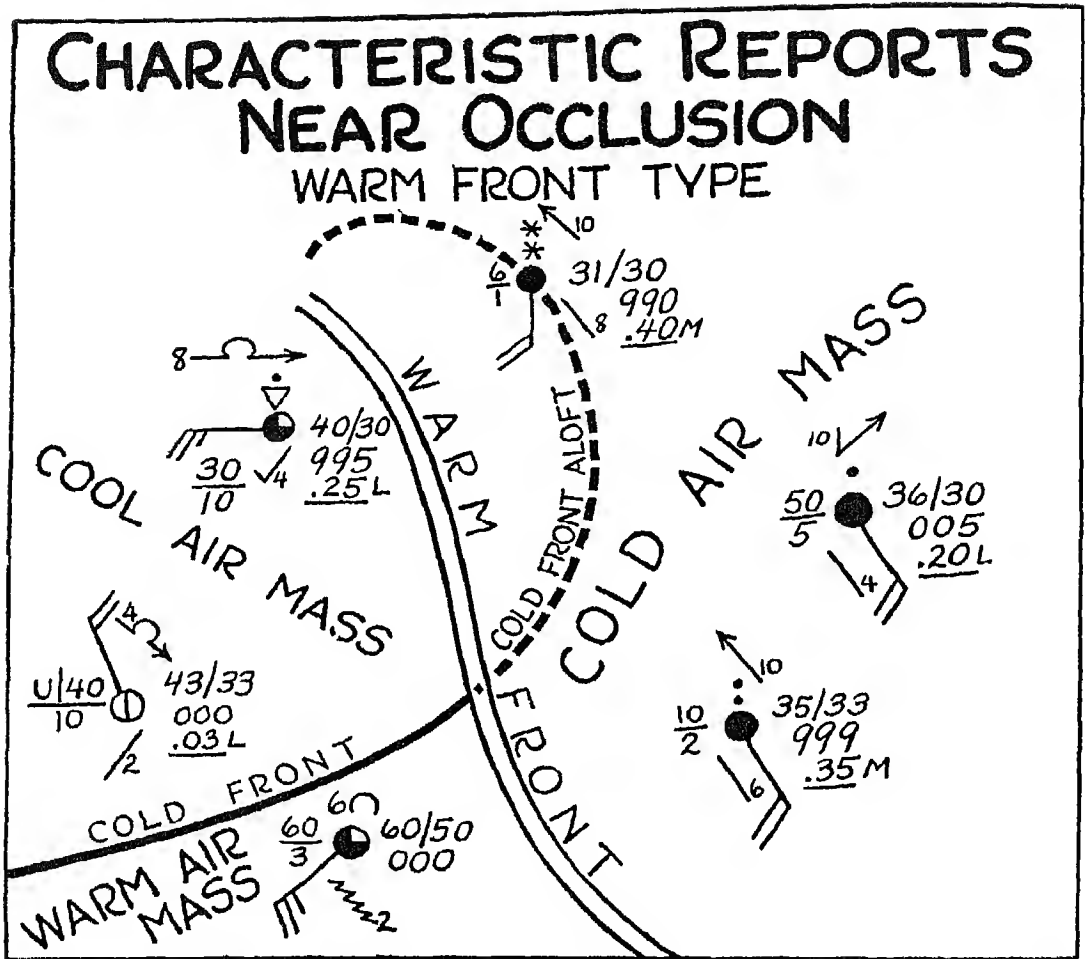 CHARACTERISTIC REPORTS
NEAR OCCLUSION
WARM FRONT TYPE
10
6/1
31/30
990
8
.40M
8
40/30
30/10
4
995
.25L
WARM FRONT
COLD FRONT ALOFT
COLD AIR MASS
COOL AIR MASS
10
50/5
36/30
005
4
.20L
4
U/40/10
43/33
000
2
.03L
10
10/2
35/33
999
6
.35M
COLD FRONT
WARM AIR
MASS
6
60/3
60/50
000
2